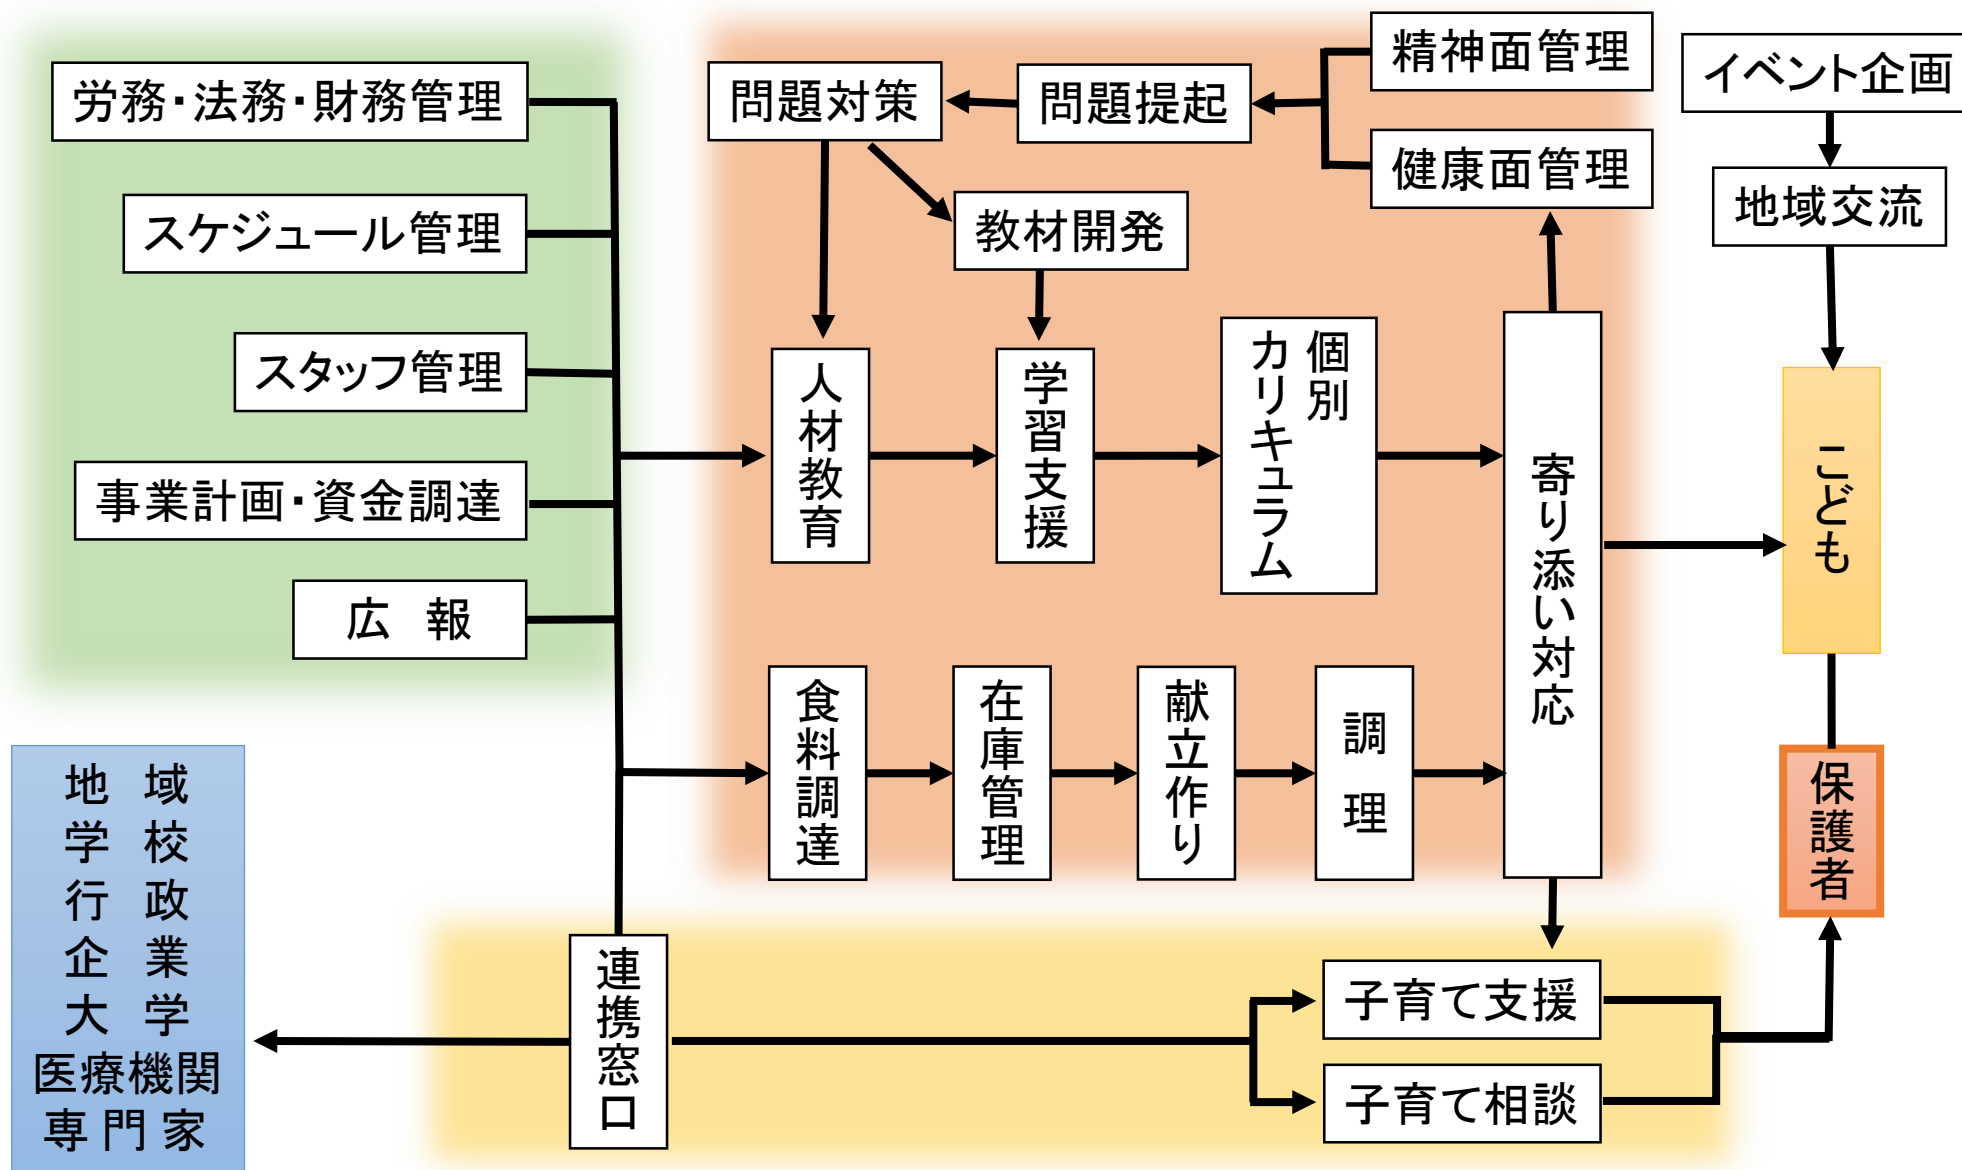 労務・法務・財務管理
スケジュール管理
スタッフ管理
事業計画・資金調達
広 報
問題対策
問題提起
精神面管理
健康面管理
教材開発
人材教育
学習支援
個別
カリキュラム
寄り添い対応
食料調達
在庫管理
献立作り
調理
イベント企画
地域交流
こども
保護者
地 域
学 校
行 政
企 業
大 学
医療機関
専門家
連携窓口
子育て支援
子育て相談